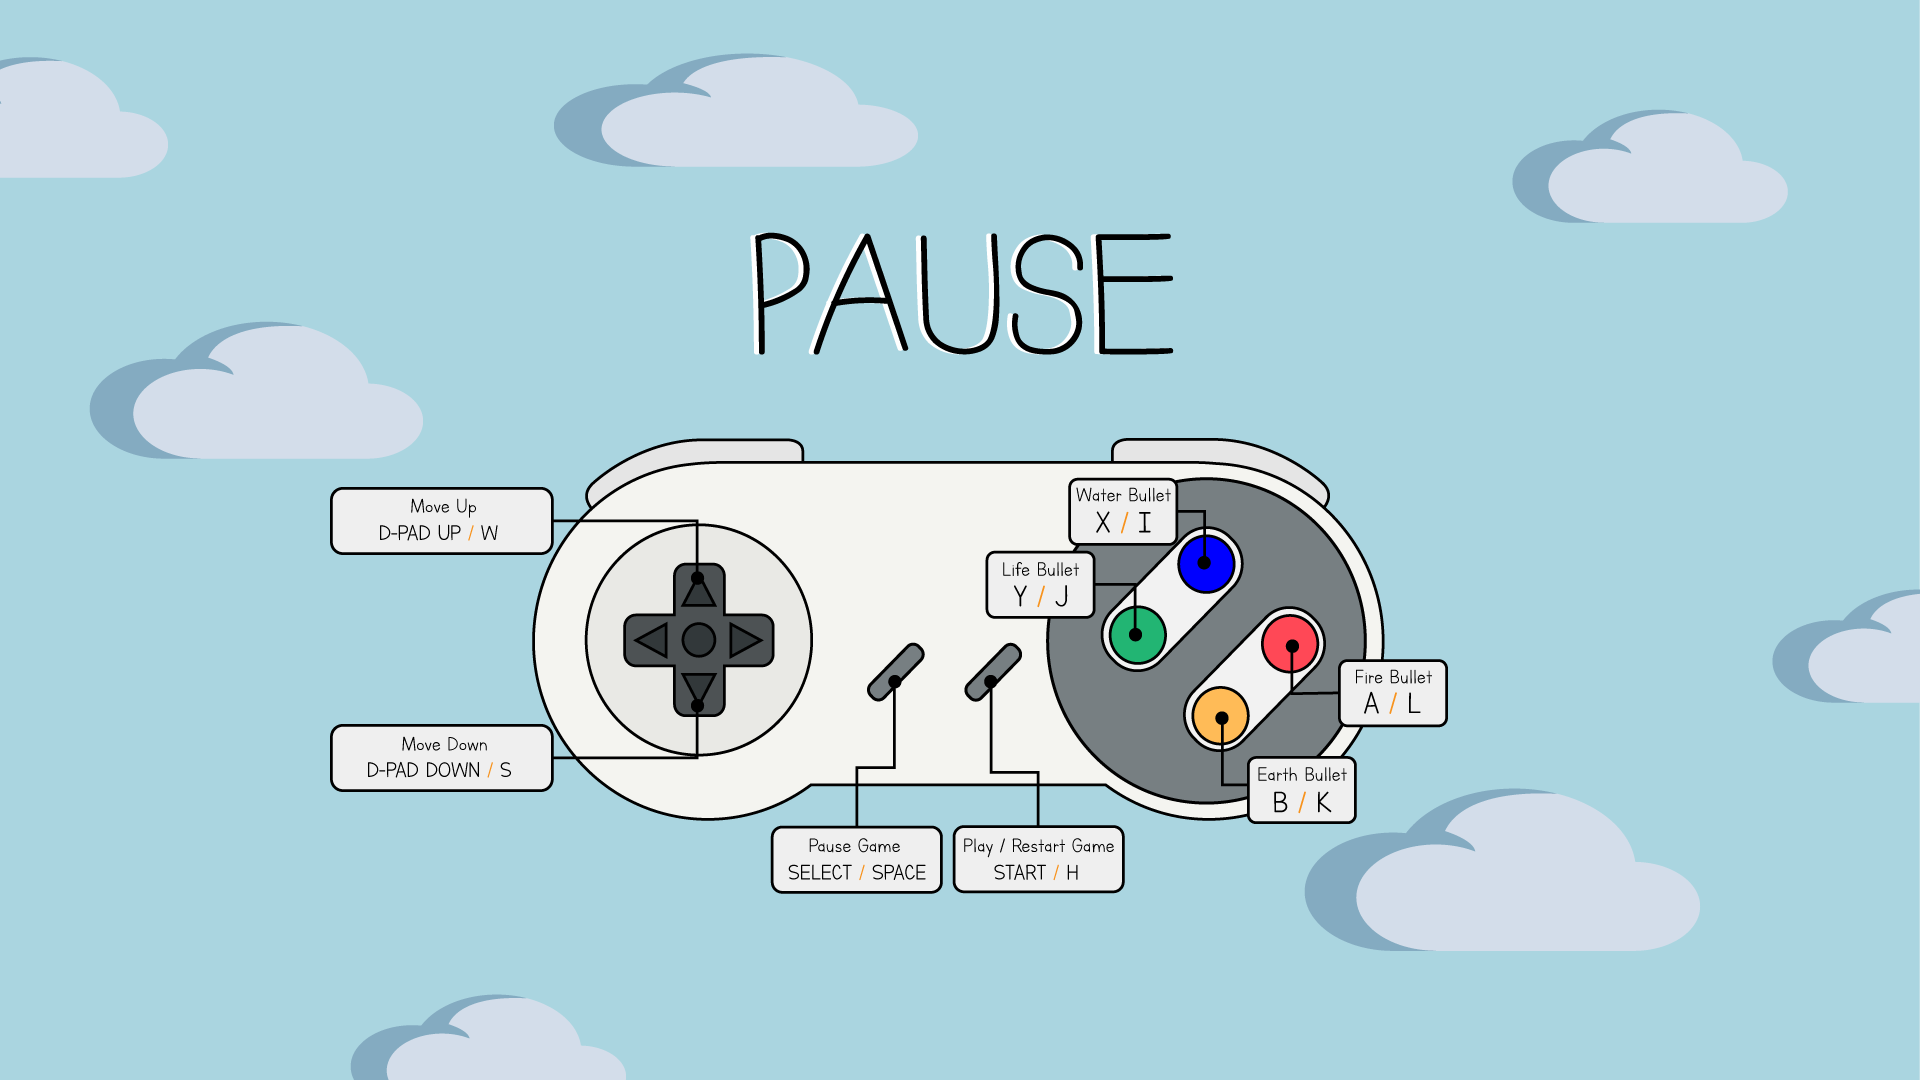 PAUSE
Move Up
D-PAD UP / W
Water Bullet
X / I
Life Bullet
Y / J
Fire Bullet
A / L
Move Down
D-PAD DOWN / S
Earth Bullet
B / K
Pause Game
SELECT / SPACE
Play / Restart Game
START / H